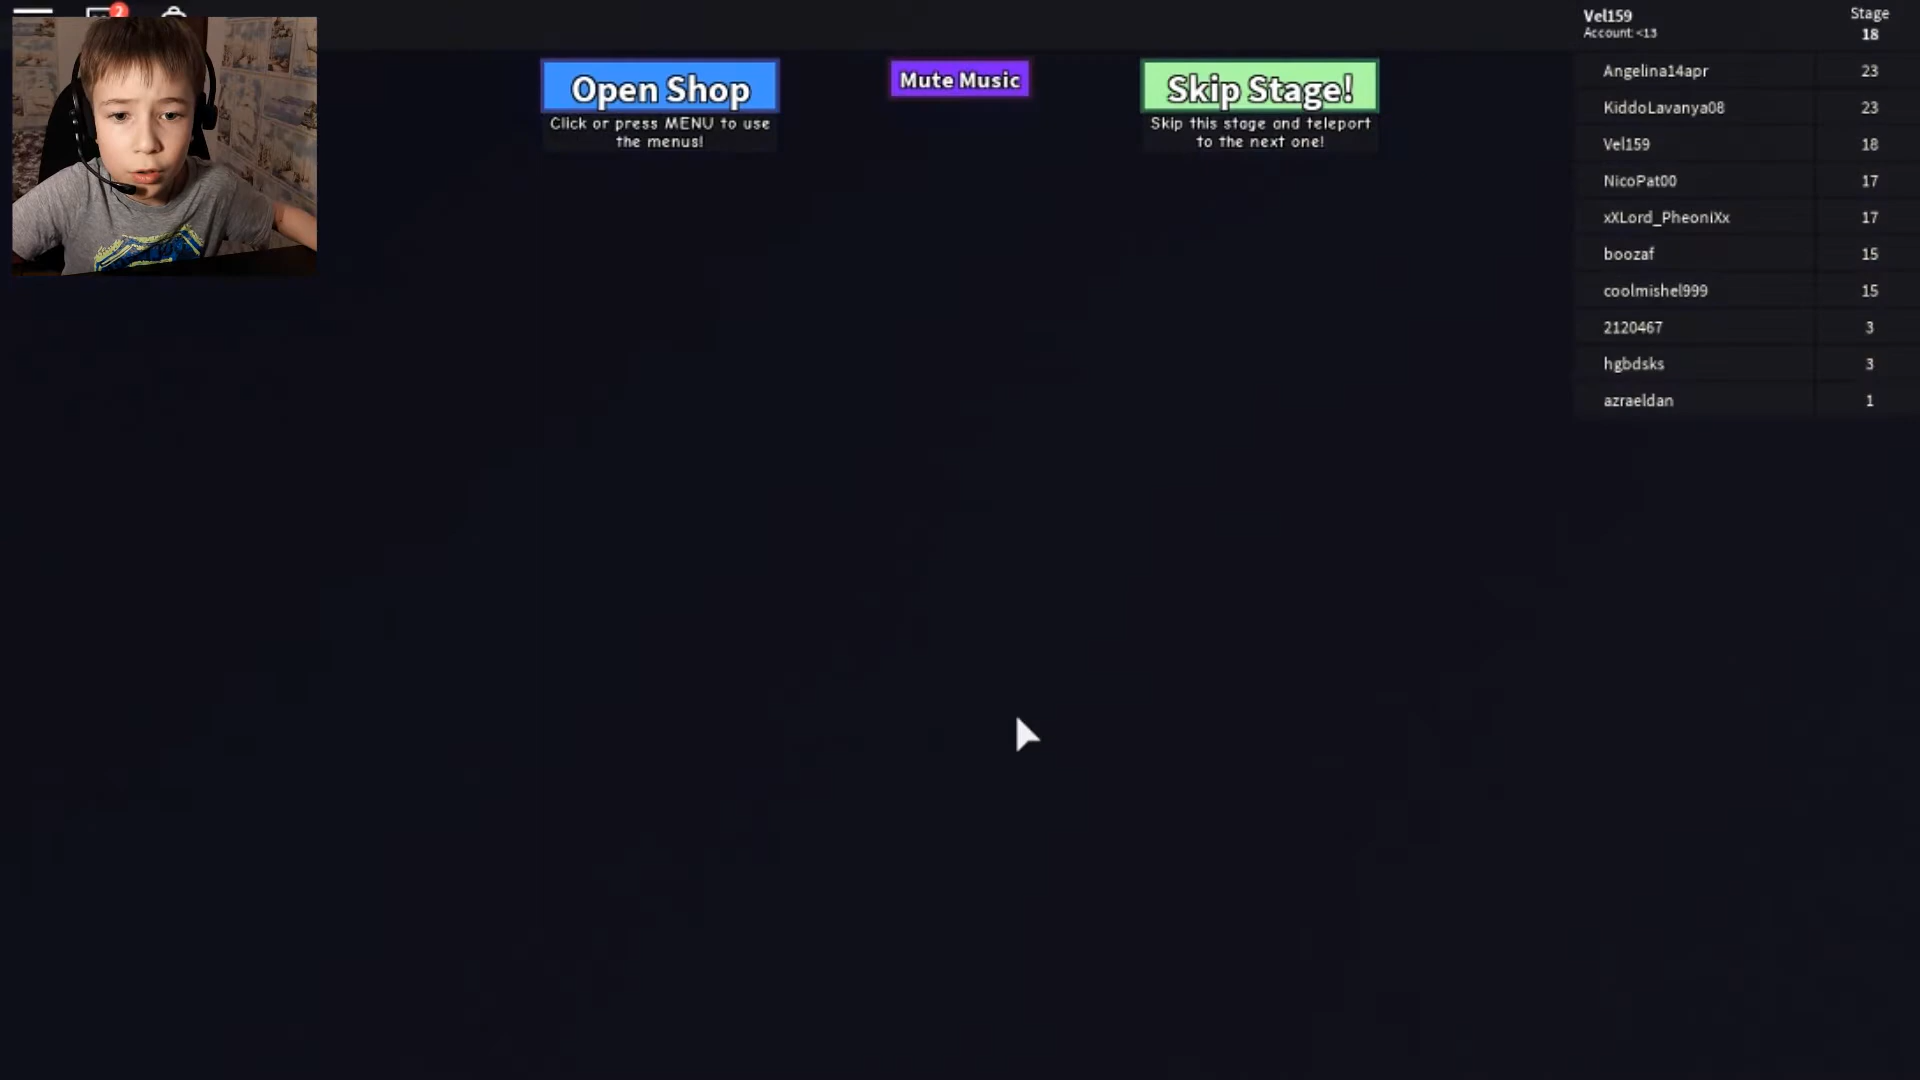 2
Vel159
Account: <13
Stage
18
Open Shop
Click or press MENU to use
the menus!
Mute Music
Skip Stage!
Skip this stage and teleport
to the next one!
Angelina14apr 23
KiddoLavanya08 23
Vel159 18
NicoPat00 17
xXLord_PheoniXx 17
boozaf 15
coolmishel999 15
2120467 3
hgbdsks 3
azraeldan 1